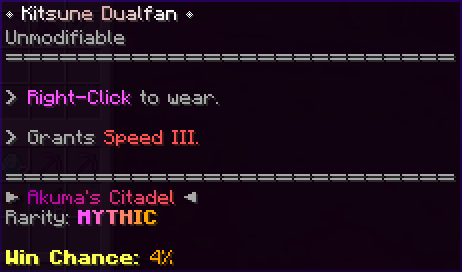 ◈ Kitsune Dualfan ◈
Unmodifiable
================================
> Right-Click to wear.
> Grants Speed III.
================================
► Akuma's Citadel ◄
Rarity: MYTHIC
Win Chance: 4%